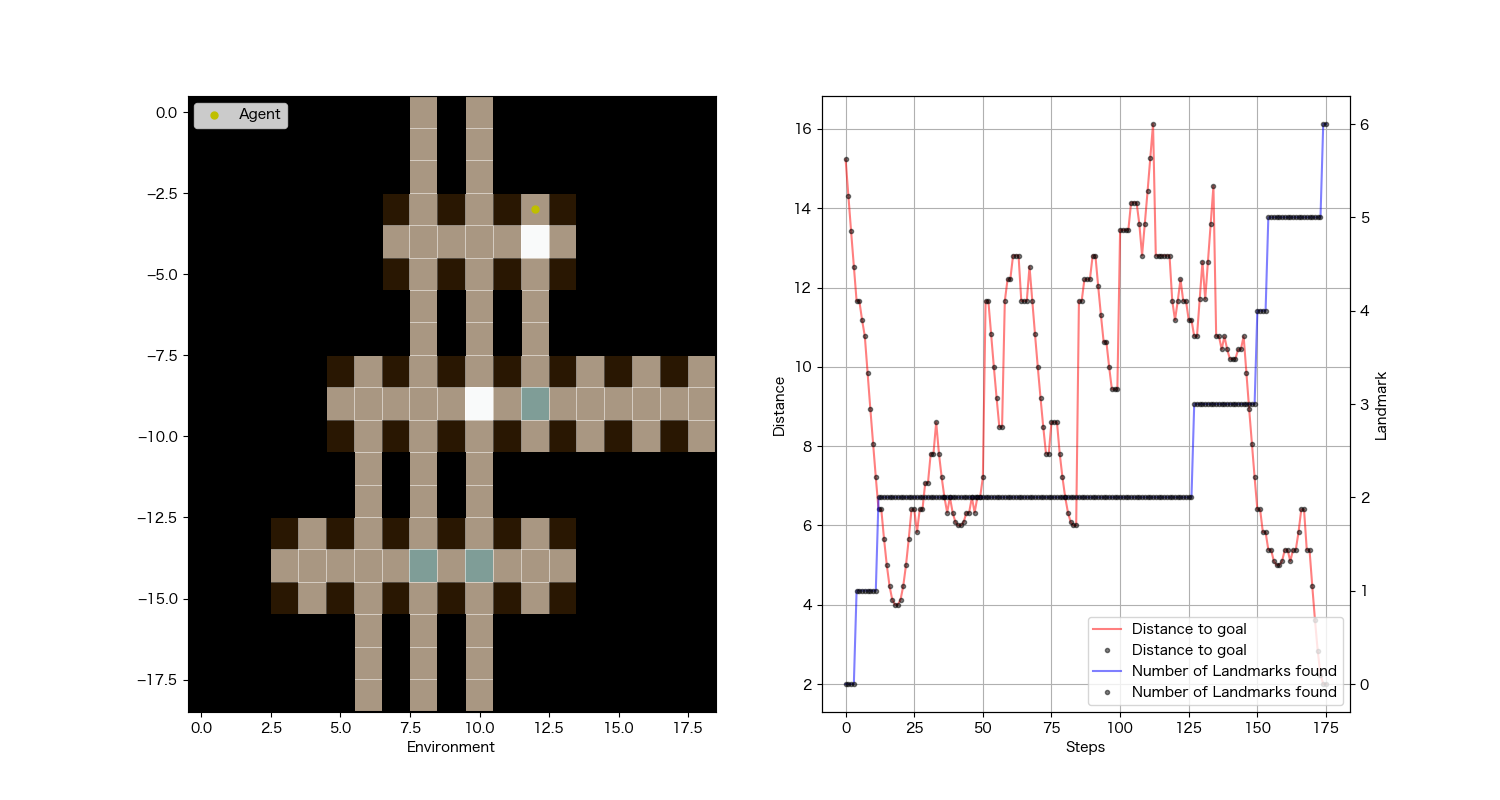 Agent
0.0
−2.5
−5.0
−7.5
−10.0
−12.5
−15.0
−17.5
0.0 2.5 5.0 7.5 10.0 12.5 15.0 17.5
Environment
Distance
16
14
12
10
8
6
4
2
0 25 50 75 100 125 150 175
Steps
6
5
4
3
2
1
0
Landmark
Distance to goal
Distance to goal
Number of Landmarks found
Number of Landmarks found